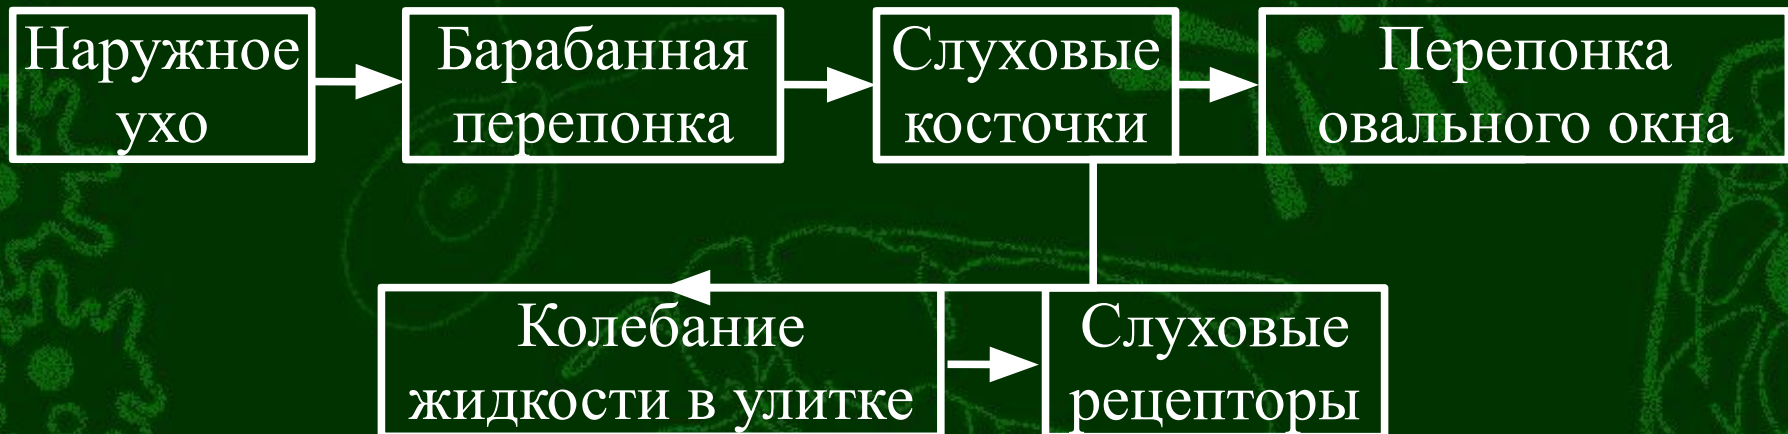 Наружное
ухо
Барабанная
перепонка
Слуховые
косточки
Перепонка
овального окна
Колебание
жидкости в улитке
Слуховые
рецепторы